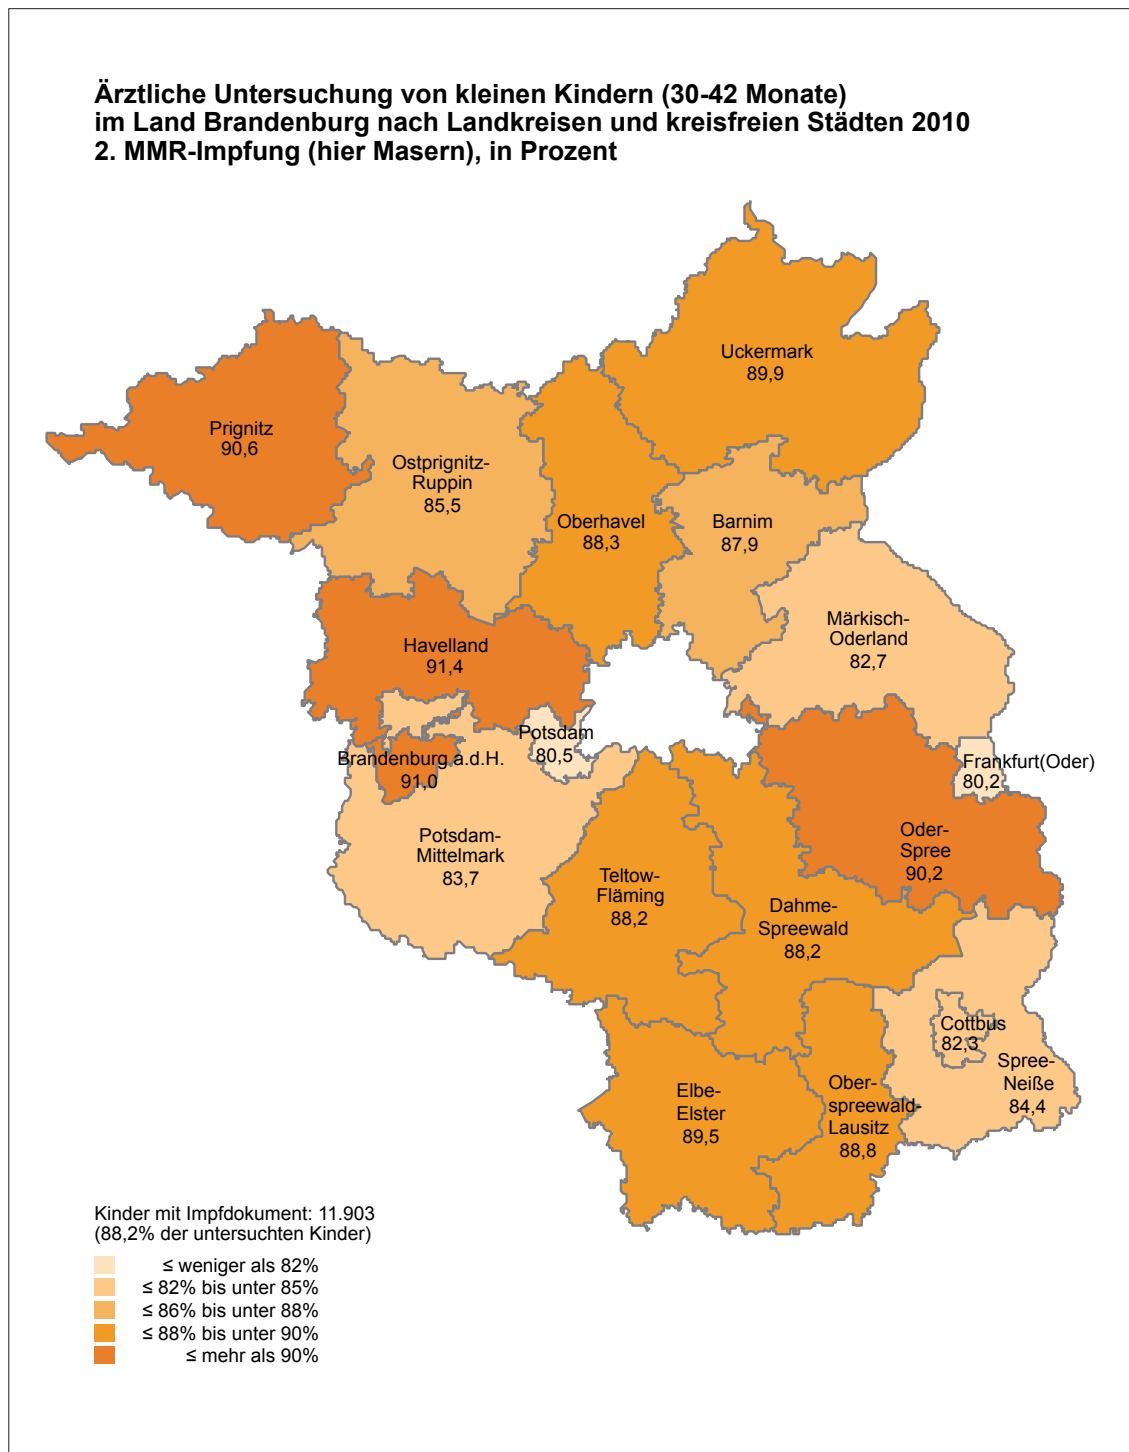 Ärztliche Untersuchung von kleinen Kindern (30-42 Monate)
im Land Brandenburg nach Landkreisen und kreisfreien Städten 2010
2. MMR-Impfung (hier Masern), in Prozent
Uckermark
89,9
Prignitz
90,6
Ostprignitz-
Ruppin
85,5
Oberhavel
88,3
Barnim
87,9
Märkisch-
Oderland
82,7
Havelland
91,4
Potsdam
80,5
Brandenburg a.d.H.
91,0
Frankfurt(Oder)
80,2
Potsdam-
Mittelmark
83,7
Oder-
Spree
90,2
Teltow-
Fläming
88,2
Dahme-
Spreewald
88,2
Cottbus
82,3
Spree-
Neiße
84,4
Elbe-
Elster
89,5
Ober-
spreewald-
Lausitz
88,8
Kinder mit Impfdokument: 11.903
(88,2% der untersuchten Kinder)
≤ weniger als 82%
≤ 82% bis unter 85%
≤ 86% bis unter 88%
≤ 88% bis unter 90%
≤ mehr als 90%